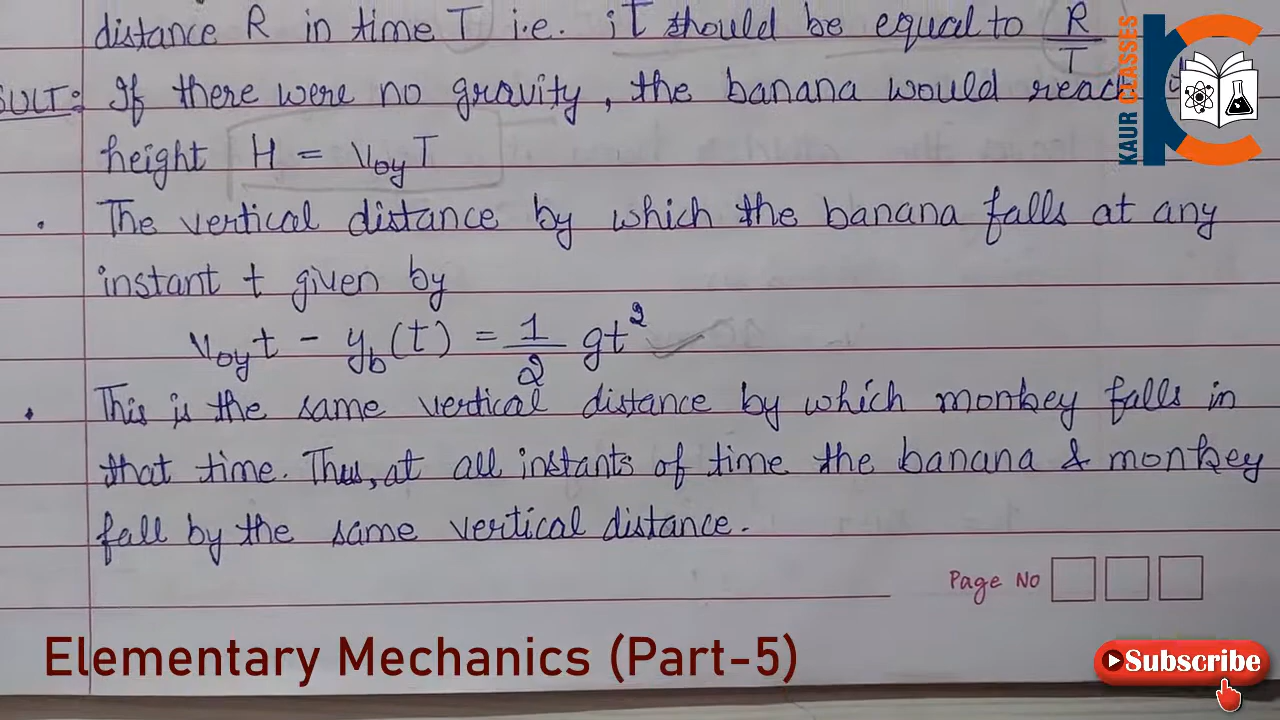 distance R in time T i.e. it should be equal to R/T
SULT:- If there were no gravity, the banana would reach
height H = v₀yT
. The vertical distance by which the banana falls at any
instant t given by
v₀yt - yb(t) = 1/2 gt²
. This is the same vertical distance by which monkey falls in
that time. Thus, at all instants of time the banana & monkey
fall by the same vertical distance.
Page No
KAUR CLASSES
Elementary Mechanics (Part-5)
Subscribe